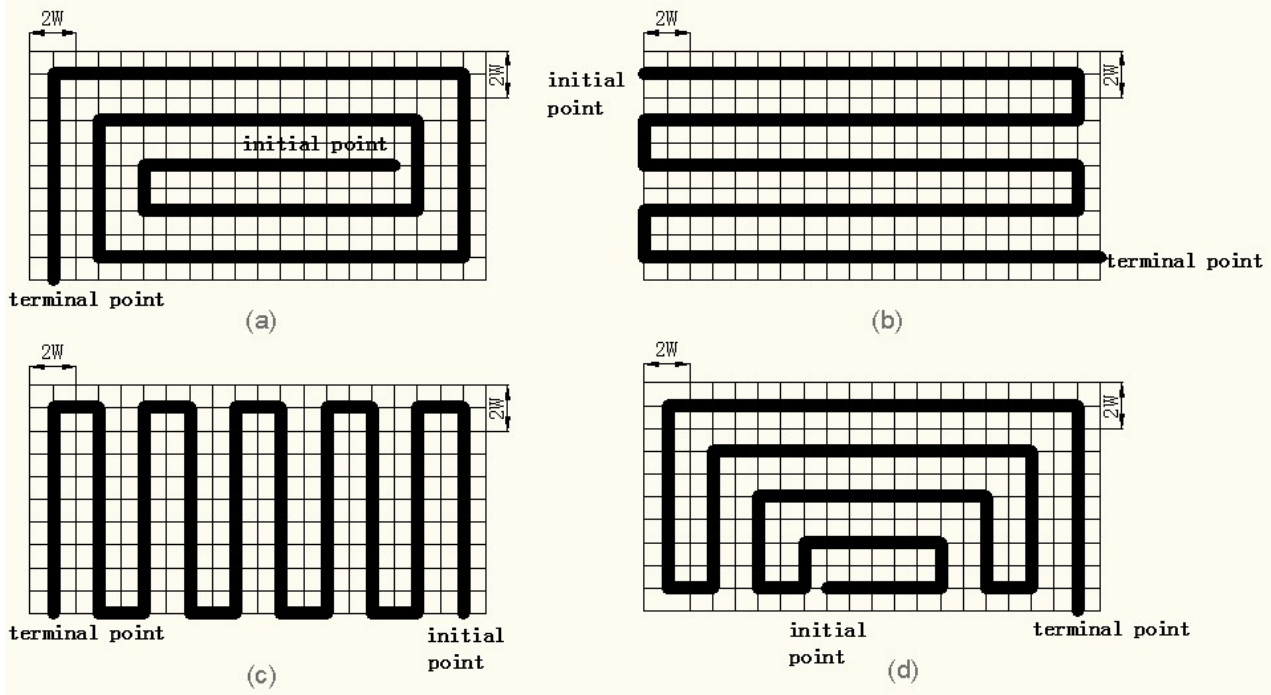 2W
2W
initial point
terminal point
(a)
2W
2W
initial
point
terminal point
(b)
2W
2W
terminal point
initial
point
(c)
2W
2W
initial
point
terminal point
(d)